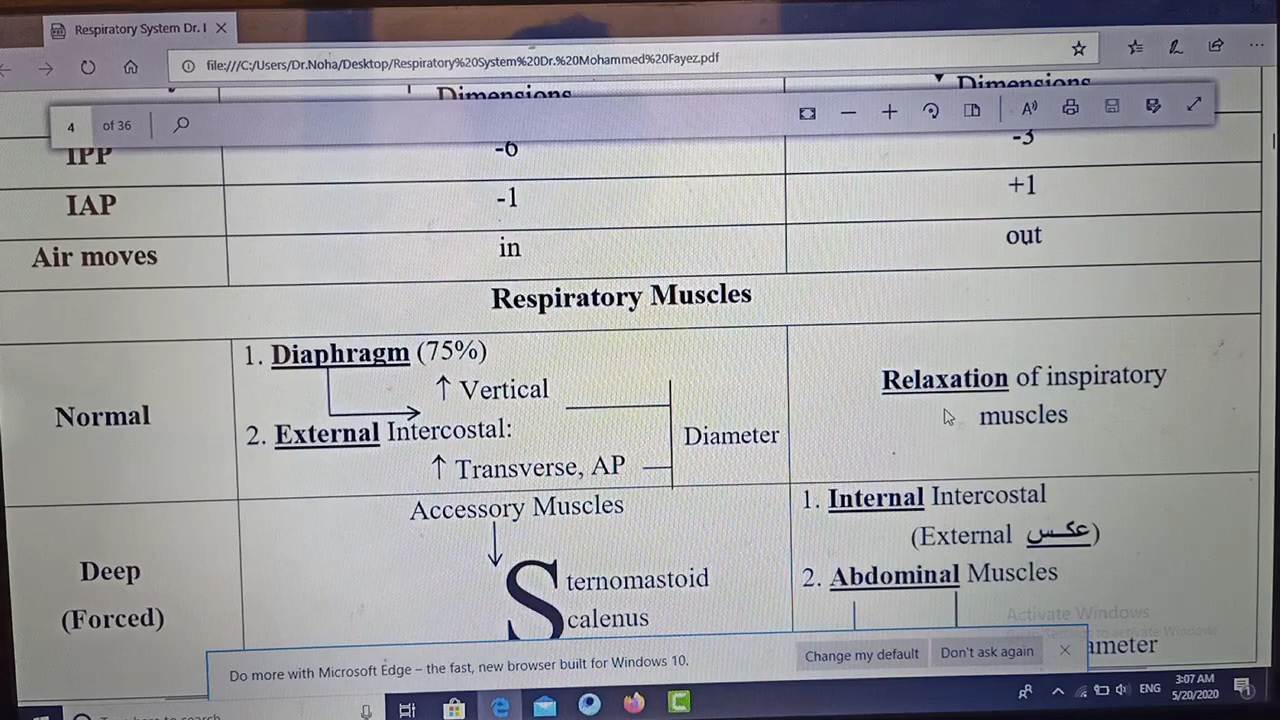 Respiratory System Dr. I
file:///C:/Users/Dr.Noha/Desktop/Respiratory%20System%20Dr.%20Mohammed%20Fayez.pdf
Dimensions Dimensions
4 of 36
IPP -6 -3
IAP -1 +1
Air moves in out
Respiratory Muscles
Normal
1. Diaphragm (75%)
↑ Vertical
2. External Intercostal:
↑ Transverse, AP
Diameter
Relaxation of inspiratory
muscles
Deep
(Forced)
Accessory Muscles
Sternomastoid
Scalenus
1. Internal Intercostal
(External عكس)
2. Abdominal Muscles
Activate Windows
ameter
Do more with Microsoft Edge – the fast, new browser built for Windows 10.
Change my default
Don't ask again
ENG
3:07 AM
5/20/2020